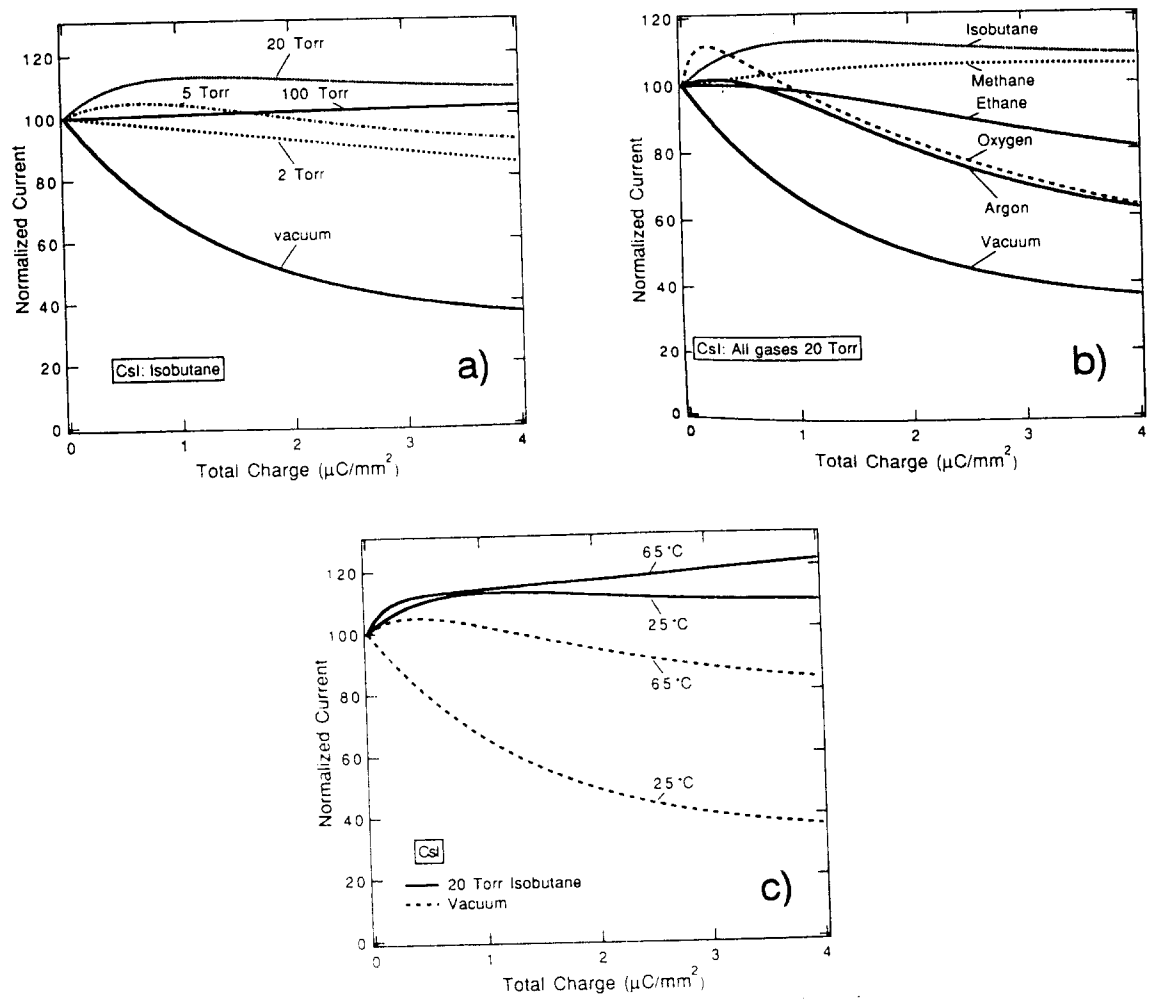 120
100
80
60
40
20
0
Normalized Current
20 Torr
5 Torr
100 Torr
2 Torr
vacuum
CsI: Isobutane
a)
0
1
2
3
4
Total Charge (μC/mm²)
120
100
80
60
40
20
0
Normalized Current
Isobutane
Methane
Ethane
Oxygen
Argon
Vacuum
CsI: All gases 20 Torr
b)
0
1
2
3
4
Total Charge (μC/mm²)
120
100
80
60
40
20
0
Normalized Current
65°C
25°C
65°C
25°C
CsI
20 Torr Isobutane
Vacuum
c)
0
1
2
3
4
Total Charge (μC/mm²)